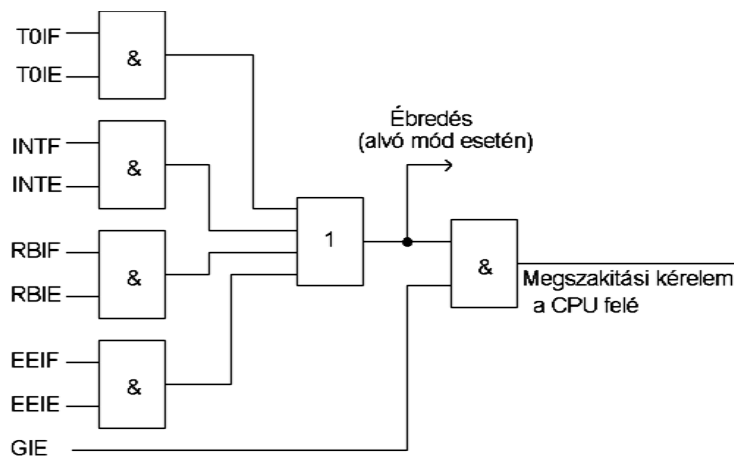 T0IF
T0IE
&
INTF
INTE
&
RBIF
RBIE
&
EEIF
EEIE
&
GIE
1
Ébredés
(alvó mód esetén)
&
Megszakitási kérelem
a CPU felé